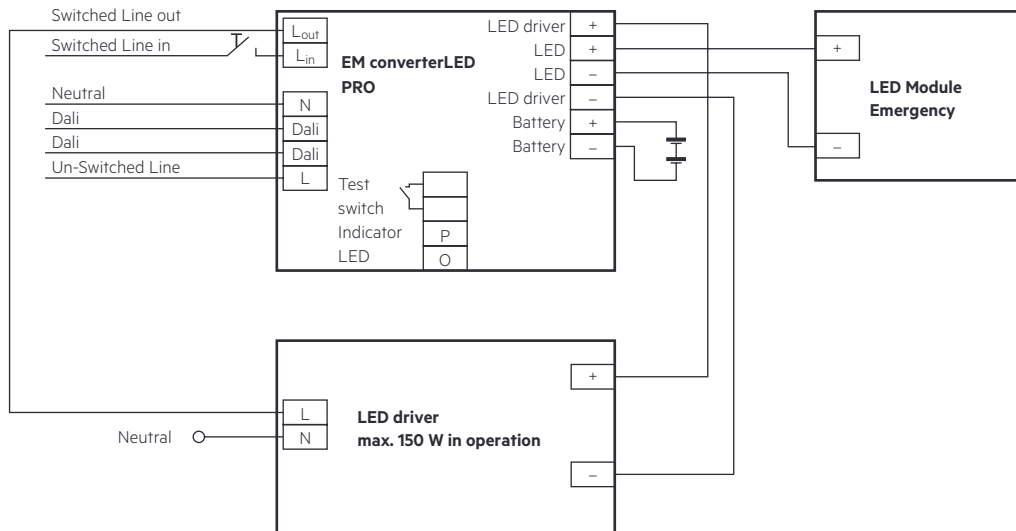 Switched Line out
Switched Line in
Neutral
Dali
Dali
Un-Switched Line
Lout
Lin
N
Dali
Dali
L
EM converterLED
PRO
Test
switch
Indicator
LED
P
O
LED driver +
LED +
LED –
LED driver –
Battery +
Battery –
+
–
LED Module
Emergency
L
N
Neutral
LED driver
max. 150 W in operation
+
–